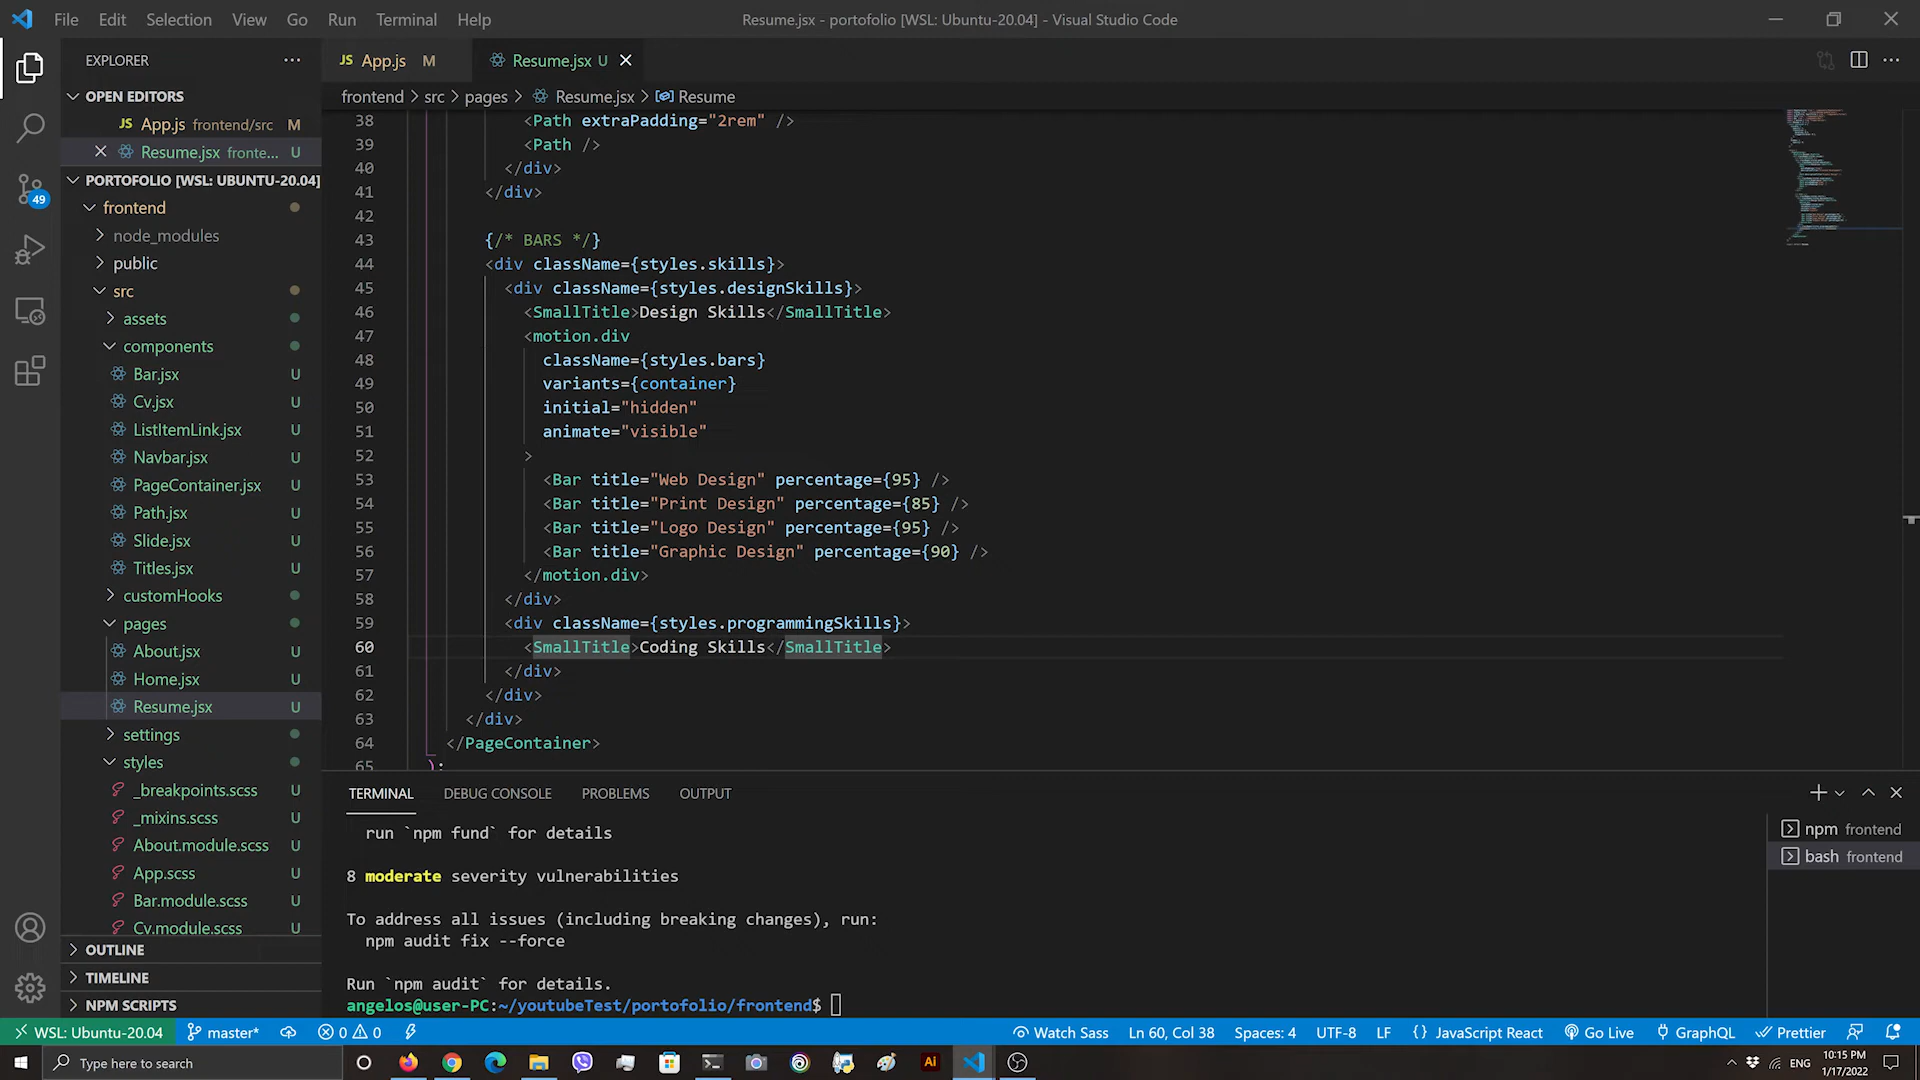 File Edit Selection View Go Run Terminal Help
Resume.jsx - portofolio [WSL: Ubuntu-20.04] - Visual Studio Code
EXPLORER
OPEN EDITORS
App.js frontend/src M
Resume.jsx fronte... U
PORTOFOLIO [WSL: UBUNTU-20.04]
frontend
node_modules
public
src
assets
components
Bar.jsx U
Cv.jsx U
ListItemLink.jsx U
Navbar.jsx U
PageContainer.jsx U
Path.jsx U
Slide.jsx U
Titles.jsx U
customHooks
pages
About.jsx U
Home.jsx U
Resume.jsx U
settings
styles
_breakpoints.scss U
_mixins.scss U
About.module.scss U
App.scss U
Bar.module.scss U
Cv.module.scss U
OUTLINE
TIMELINE
NPM SCRIPTS
49
JS App.js M
Resume.jsx U
frontend > src > pages > Resume.jsx > Resume
38 <Path extraPadding="2rem" />
39 <Path />
40 </div>
41 </div>
42
43 {/* BARS */}
44 <div className={styles.skills}>
45 <div className={styles.designSkills}>
46 <SmallTitle>Design Skills</SmallTitle>
47 <motion.div
48 className={styles.bars}
49 variants={container}
50 initial="hidden"
51 animate="visible"
52 >
53 <Bar title="Web Design" percentage={95} />
54 <Bar title="Print Design" percentage={85} />
55 <Bar title="Logo Design" percentage={95} />
56 <Bar title="Graphic Design" percentage={90} />
57 </motion.div>
58 </div>
59 <div className={styles.programmingSkills}>
60 <SmallTitle>Coding Skills</SmallTitle>
61 </div>
62 </div>
63 </div>
64 </PageContainer>
65 );
TERMINAL DEBUG CONSOLE PROBLEMS OUTPUT
run `npm fund` for details
8 moderate severity vulnerabilities
To address all issues (including breaking changes), run:
npm audit fix --force
Run `npm audit` for details.
angelos@user-PC:~/youtubeTest/portofolio/frontend$
npm frontend
bash frontend
WSL: Ubuntu-20.04 master* 0 0 Watch Sass Ln 60, Col 38 Spaces: 4 UTF-8 LF {} JavaScript React Go Live GraphQL Prettier
Type here to search
Ai
ENG
10:15 PM
1/17/2022